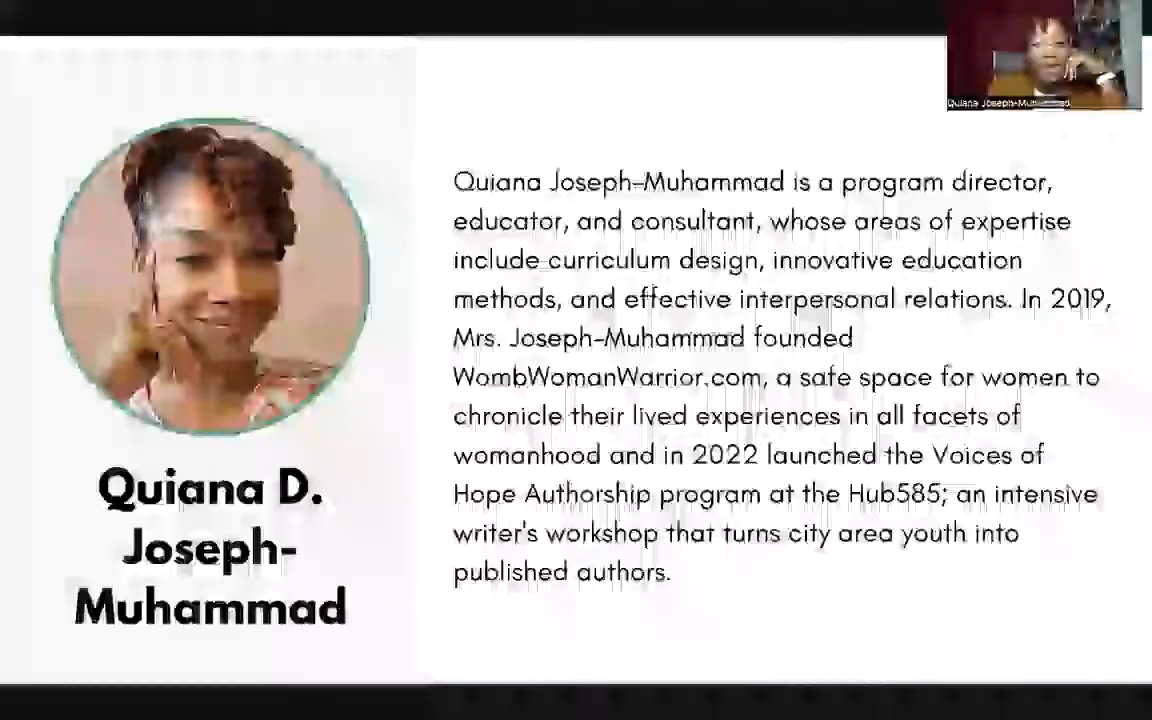 Quiana Joseph-Muhammad
Quiana Joseph-Muhammad is a program director,
educator, and consultant, whose areas of expertise
include curriculum design, innovative education
methods, and effective interpersonal relations. In 2019,
Mrs. Joseph-Muhammad founded
WombWomanWarrior.com, a safe space for women to
chronicle their lived experiences in all facets of
womanhood and in 2022 launched the Voices of
Hope Authorship program at the Hub585; an intensive
writer's workshop that turns city area youth into
published authors.
Quiana D.
Joseph-
Muhammad